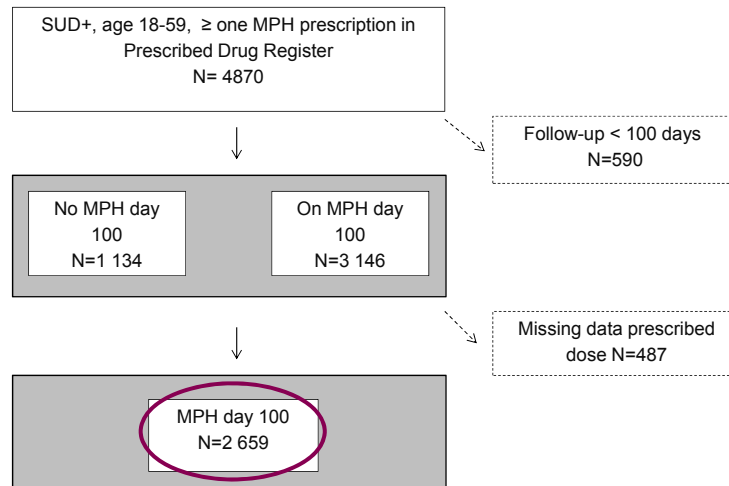 SUD+, age 18-59, ≥ one MPH prescription in
Prescribed Drug Register
N= 4870
Follow-up < 100 days
N=590
No MPH day
100
N=1 134
On MPH day
100
N=3 146
Missing data prescribed
dose N=487
MPH day 100
N=2 659